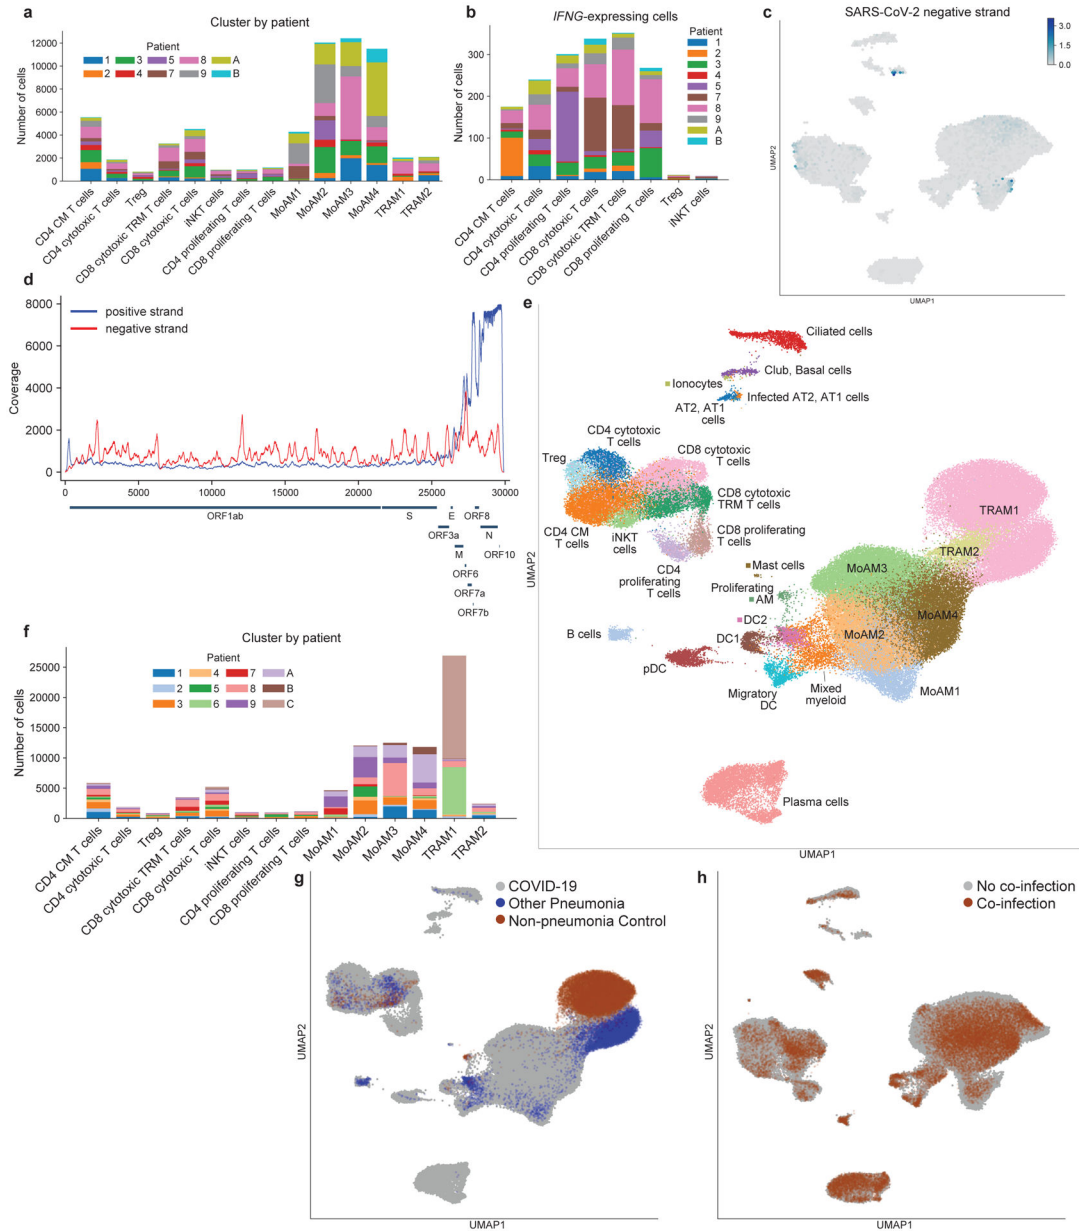 a
Cluster by patient
Number of cells
12000
10000
8000
6000
4000
2000
0
Patient
1 3 5 8 A
2 4 7 9 B
CD4 CM T cells
CD4 cytotoxic T cells
Treg
CD8 cytotoxic TRM T cells
CD8 cytotoxic T cells
iNKT cells
CD4 proliferating T cells
CD8 proliferating T cells
MoAM1
MoAM2
MoAM3
MoAM4
TRAM1
TRAM2
b
IFNG-expressing cells
Number of cells
300
200
100
0
Patient
1
2
3
4
5
7
8
9
A
B
CD4 CM T cells
CD4 cytotoxic T cells
CD4 proliferating T cells
CD8 cytotoxic T cells
CD8 cytotoxic TRM T cells
CD8 proliferating T cells
Treg
iNKT cells
c
SARS-CoV-2 negative strand
3.0
1.5
0.0
UMAP2
UMAP1
d
positive strand
negative strand
Coverage
8000
6000
4000
2000
0
0 5000 10000 15000 20000 25000 30000
ORF1ab
S
E
ORF8
ORF3a
N
M
ORF10
ORF6
ORF7a
ORF7b
e
Ciliated cells
Club, Basal cells
Ionocytes
Infected AT2, AT1 cells
AT2, AT1
cells
CD4 cytotoxic
T cells
Treg
CD8 cytotoxic
T cells
CD8 cytotoxic
TRM T cells
CD4 CM
T cells
iNKT
cells
CD8 proliferating
T cells
CD4
proliferating
T cells
TRAM1
TRAM2
MoAM3
Mast cells
Proliferating
AM
MoAM4
MoAM2
DC2
DC1
B cells
pDC
Migratory
DC
Mixed
myeloid
MoAM1
Plasma cells
UMAP2
UMAP1
f
Cluster by patient
Number of cells
25000
20000
15000
10000
5000
0
Patient
1 4 7 A
2 5 8 B
3 6 9 C
CD4 CM T cells
CD4 cytotoxic T cells
Treg
CD8 cytotoxic TRM T cells
CD8 cytotoxic T cells
iNKT cells
CD4 proliferating T cells
CD8 proliferating T cells
MoAM1
MoAM2
MoAM3
MoAM4
TRAM1
TRAM2
g
COVID-19
Other Pneumonia
Non-pneumonia Control
UMAP2
UMAP1
h
No co-infection
Co-infection
UMAP2
UMAP1